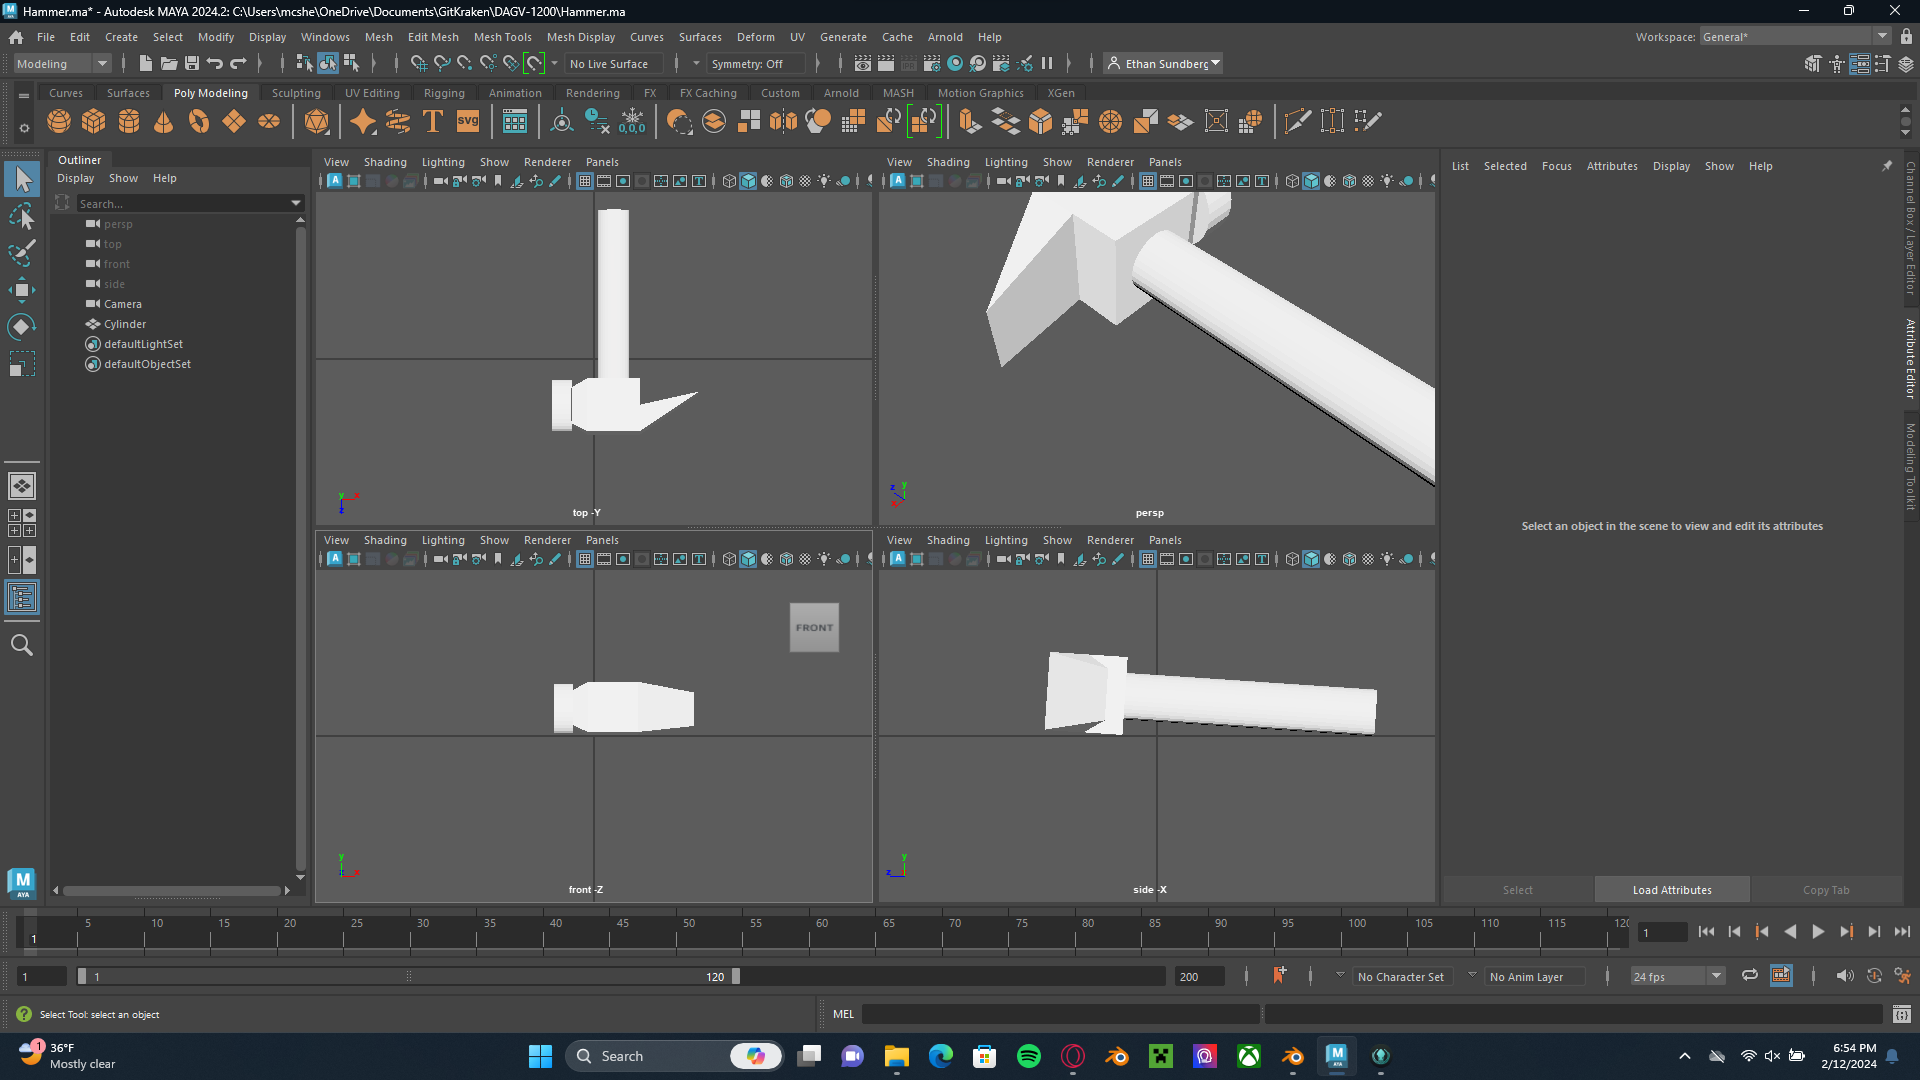 Hammer.ma* - Autodesk MAYA 2024.2: C:\Users\mcshe\OneDrive\Documents\GitKraken\DAGV-1200\Hammer.ma
File Edit Create Select Modify Display Windows Mesh Edit Mesh Mesh Tools Mesh Display Curves Surfaces Deform UV Generate Cache Arnold Help
Workspace: General*
Modeling
No Live Surface
Symmetry: Off
Ethan Sundberg
Curves Surfaces Poly Modeling Sculpting UV Editing Rigging Animation Rendering FX FX Caching Custom Arnold MASH Motion Graphics XGen
T svg 0,0,0
Outliner
Display Show Help
Search...
persp
top
front
side
Camera
Cylinder
defaultLightSet
defaultObjectSet
View Shading Lighting Show Renderer Panels
top -Y
View Shading Lighting Show Renderer Panels
persp
View Shading Lighting Show Renderer Panels
FRONT
front -Z
View Shading Lighting Show Renderer Panels
side -X
List Selected Focus Attributes Display Show Help
Select an object in the scene to view and edit its attributes
Select Load Attributes Copy Tab
Channel Box / Layer Editor
Attribute Editor
Modeling Toolkit
M
AYA
1 5 10 15 20 25 30 35 40 45 50 55 60 65 70 75 80 85 90 95 100 105 110 115 120
1
1 1 120 200
No Character Set
No Anim Layer
24 fps
Select Tool: select an object
MEL
1
36°F
Mostly clear
Search
6:54 PM
2/12/2024